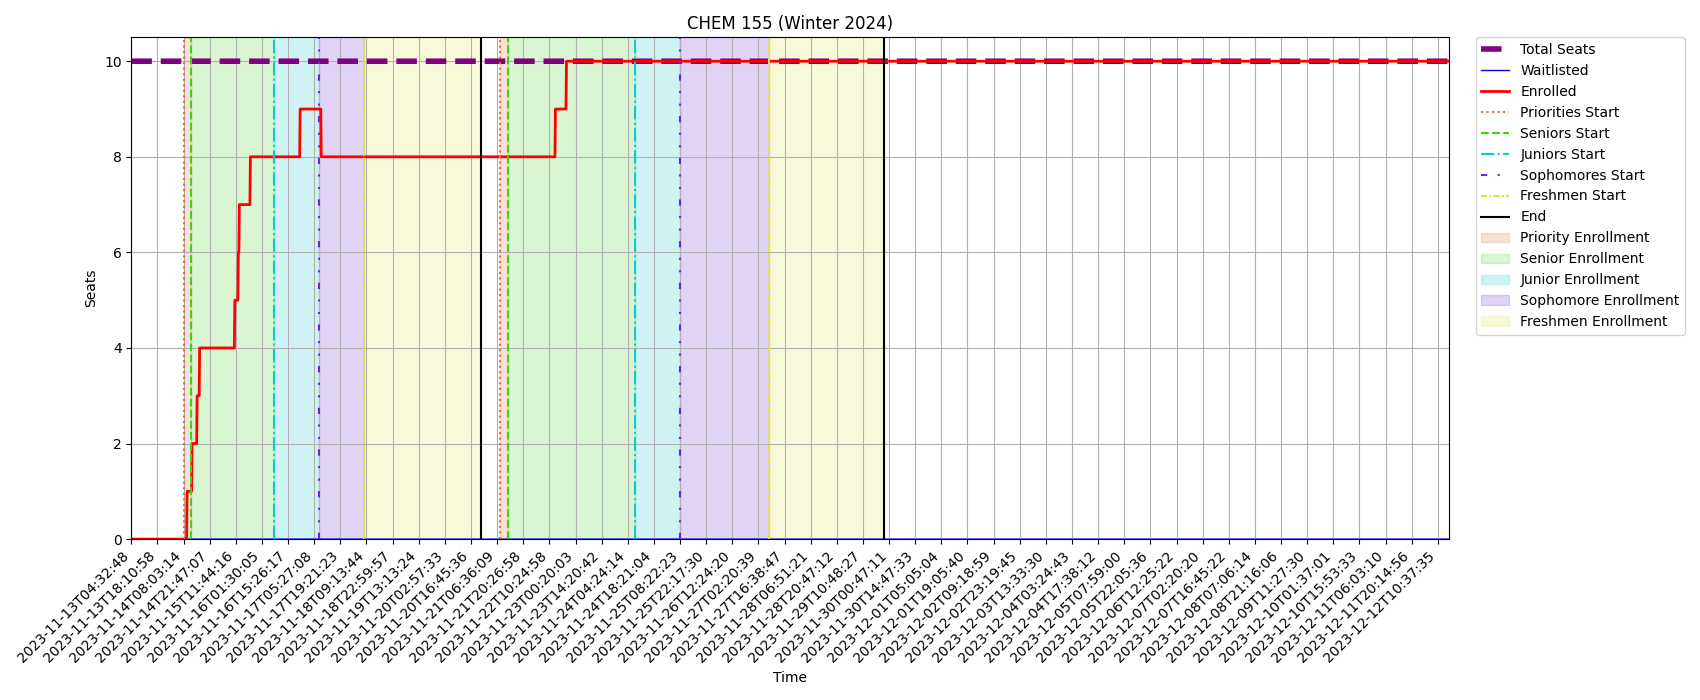 CHEM 155 (Winter 2024)
Seats
10
8
6
4
2
0
2023-11-13T04:32:48
2023-11-13T18:10:58
2023-11-14T08:03:14
2023-11-14T21:47:07
2023-11-15T11:44:16
2023-11-16T01:30:05
2023-11-16T15:26:17
2023-11-17T05:27:08
2023-11-17T19:21:23
2023-11-18T09:13:44
2023-11-18T22:59:57
2023-11-19T13:13:24
2023-11-20T02:57:33
2023-11-20T16:45:36
2023-11-21T06:36:09
2023-11-21T20:26:58
2023-11-22T10:24:58
2023-11-23T00:20:03
2023-11-23T14:20:42
2023-11-24T04:24:14
2023-11-24T18:21:04
2023-11-25T08:22:23
2023-11-25T22:17:30
2023-11-26T12:24:20
2023-11-27T02:20:39
2023-11-27T16:38:47
2023-11-28T06:51:21
2023-11-28T20:47:12
2023-11-29T10:48:27
2023-11-30T00:47:11
2023-11-30T14:47:33
2023-12-01T05:05:04
2023-12-01T19:05:40
2023-12-02T09:18:59
2023-12-02T23:19:45
2023-12-03T13:33:30
2023-12-04T03:24:43
2023-12-04T17:38:12
2023-12-05T07:59:00
2023-12-05T22:05:36
2023-12-06T12:25:22
2023-12-07T02:20:20
2023-12-07T16:45:22
2023-12-08T07:06:14
2023-12-08T21:16:06
2023-12-09T11:27:30
2023-12-10T01:37:01
2023-12-10T15:53:33
2023-12-11T06:03:10
2023-12-11T20:14:56
2023-12-12T10:37:35
Time
Total Seats
Waitlisted
Enrolled
Priorities Start
Seniors Start
Juniors Start
Sophomores Start
Freshmen Start
End
Priority Enrollment
Senior Enrollment
Junior Enrollment
Sophomore Enrollment
Freshmen Enrollment